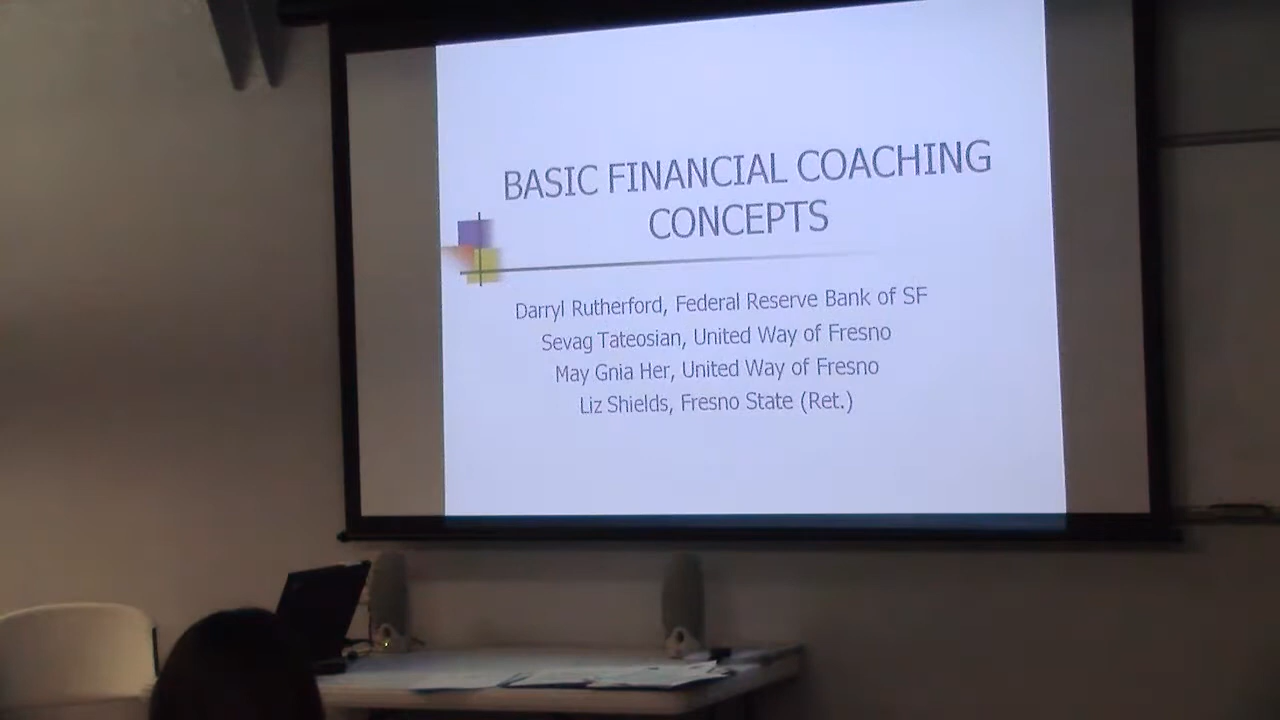 BASIC FINANCIAL COACHING
CONCEPTS
Darryl Rutherford, Federal Reserve Bank of SF
Sevag Tateosian, United Way of Fresno
May Gnia Her, United Way of Fresno
Liz Shields, Fresno State (Ret.)